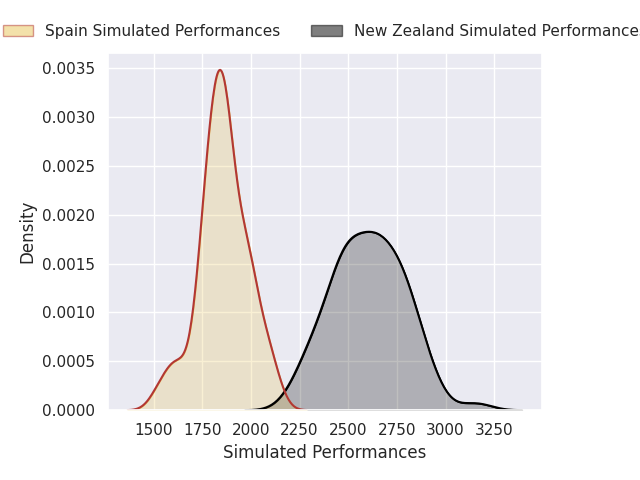 Spain Simulated Performances New Zealand Simulated Performance
0.0035
0.0030
0.0025
0.0020
0.0015
0.0010
0.0005
0.0000
Density
1500 1750 2000 2250 2500 2750 3000 3250
Simulated Performances